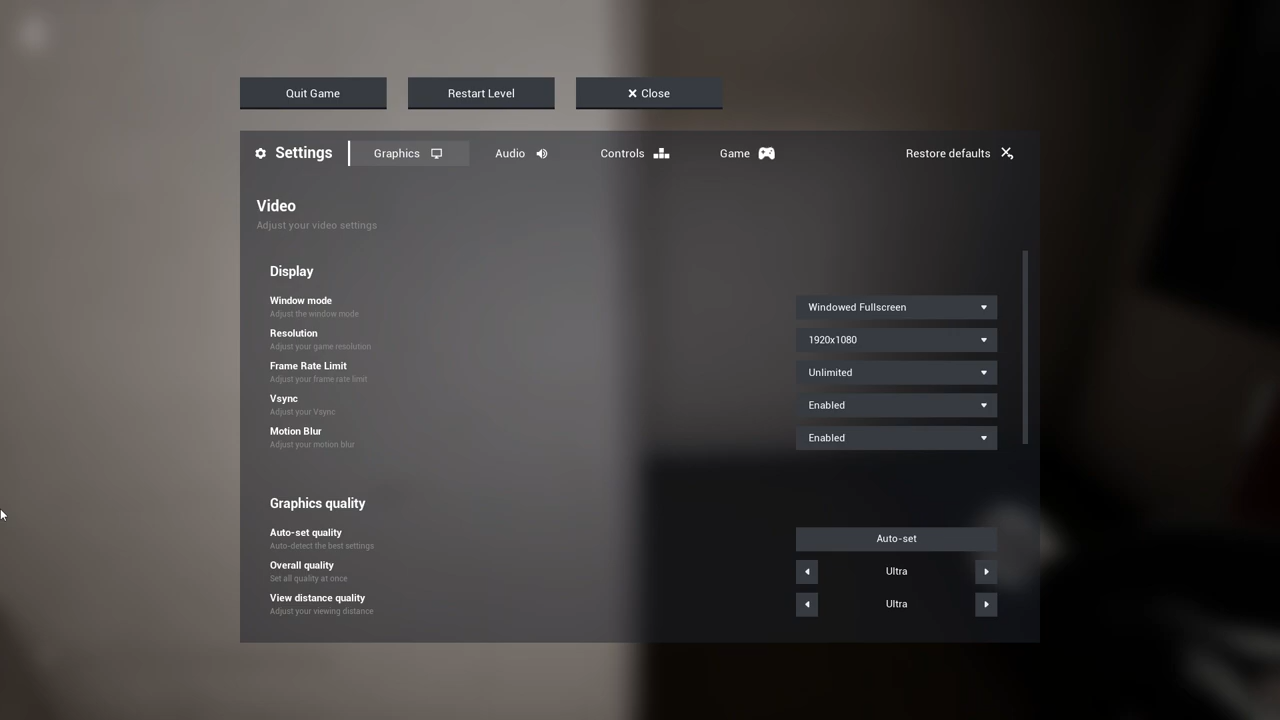 Quit Game
Restart Level
Close
Settings
Graphics
Audio
Controls
Game
Restore defaults
Video
Adjust your video settings
Display
Window mode
Adjust the window mode
Windowed Fullscreen
Resolution
Adjust your game resolution
1920x1080
Frame Rate Limit
Adjust your frame rate limit
Unlimited
Vsync
Adjust your Vsync
Enabled
Motion Blur
Adjust your motion blur
Enabled
Graphics quality
Auto-set quality
Auto-detect the best settings
Auto-set
Overall quality
Set all quality at once
Ultra
View distance quality
Adjust your viewing distance
Ultra